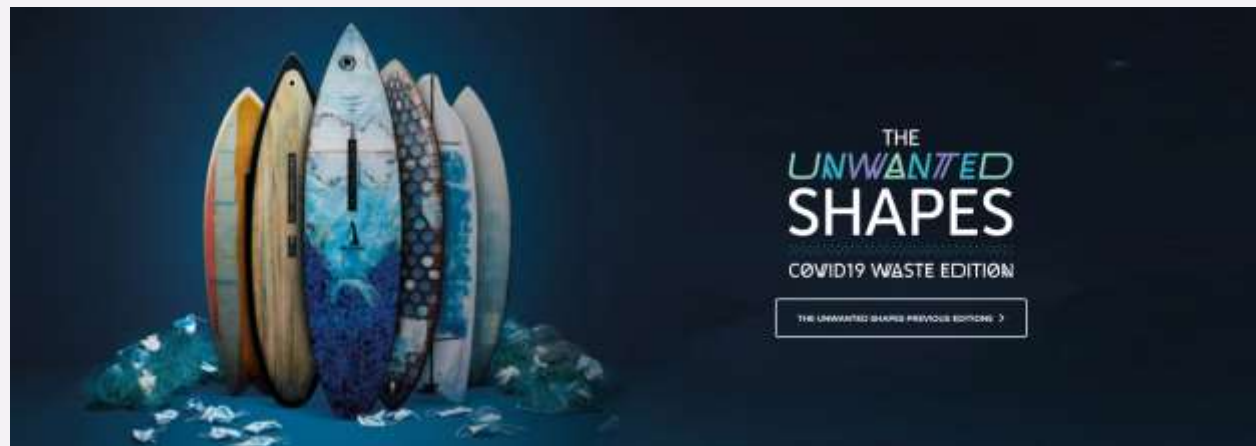 THE
UNWANTED
SHAPES
COVID19 WASTE EDITION
THE UNWANTED SHAPES PREVIOUS EDITIONS >